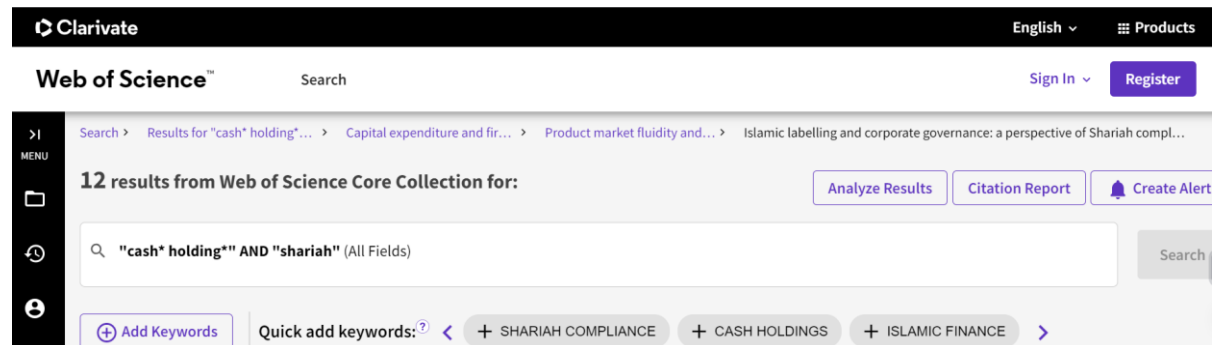 Clarivate English Products
Web of Science™ Search Sign In Register
MENU
Search > Results for "cash* holding*... > Capital expenditure and fir... > Product market fluidity and... > Islamic labelling and corporate governance: a perspective of Shariah compl...
12 results from Web of Science Core Collection for:
Analyze Results Citation Report Create Alert
"cash* holding*" AND "shariah" (All Fields) Search
+ Add Keywords Quick add keywords: ? < + SHARIAH COMPLIANCE + CASH HOLDINGS + ISLAMIC FINANCE >